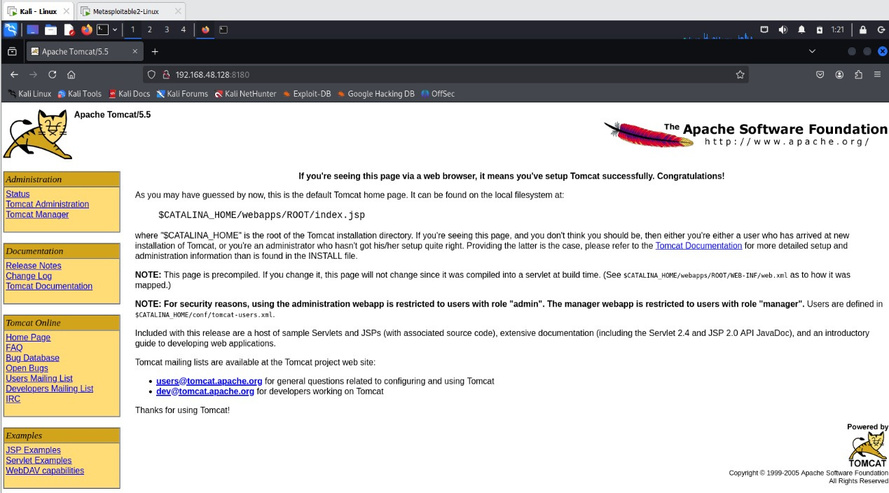 Kali - Linux
Metasploitable2-Linux
1 2 3 4
1:21
Apache Tomcat/5.5
192.168.48.128:8180
Kali Linux
Kali Tools
Kali Docs
Kali Forums
Kali NetHunter
Exploit-DB
Google Hacking DB
OffSec
Apache Tomcat/5.5
The Apache Software Foundation
http://www.apache.org/
Administration
Status
Tomcat Administration
Tomcat Manager
Documentation
Release Notes
Change Log
Tomcat Documentation
Tomcat Online
Home Page
FAQ
Bug Database
Open Bugs
Users Mailing List
Developers Mailing List
IRC
Examples
JSP Examples
Servlet Examples
WebDAV capabilities
If you're seeing this page via a web browser, it means you've setup Tomcat successfully. Congratulations!
As you may have guessed by now, this is the default Tomcat home page. It can be found on the local filesystem at:
$CATALINA_HOME/webapps/ROOT/index.jsp
where "$CATALINA_HOME" is the root of the Tomcat installation directory. If you're seeing this page, and you don't think you should be, then either you're either a user who has arrived at new
installation of Tomcat, or you're an administrator who hasn't got his/her setup quite right. Providing the latter is the case, please refer to the Tomcat Documentation for more detailed setup and
administration information than is found in the INSTALL file.
NOTE: This page is precompiled. If you change it, this page will not change since it was compiled into a servlet at build time. (See $CATALINA_HOME/webapps/ROOT/WEB-INF/web.xml as to how it was
mapped.)
NOTE: For security reasons, using the administration webapp is restricted to users with role "admin". The manager webapp is restricted to users with role "manager". Users are defined in
$CATALINA_HOME/conf/tomcat-users.xml.
Included with this release are a host of sample Servlets and JSPs (with associated source code), extensive documentation (including the Servlet 2.4 and JSP 2.0 API JavaDoc), and an introductory
guide to developing web applications.
Tomcat mailing lists are available at the Tomcat project web site:
• users@tomcat.apache.org for general questions related to configuring and using Tomcat
• dev@tomcat.apache.org for developers working on Tomcat
Thanks for using Tomcat!
Powered by
TOMCAT
Copyright © 1999-2005 Apache Software Foundation
All Rights Reserved